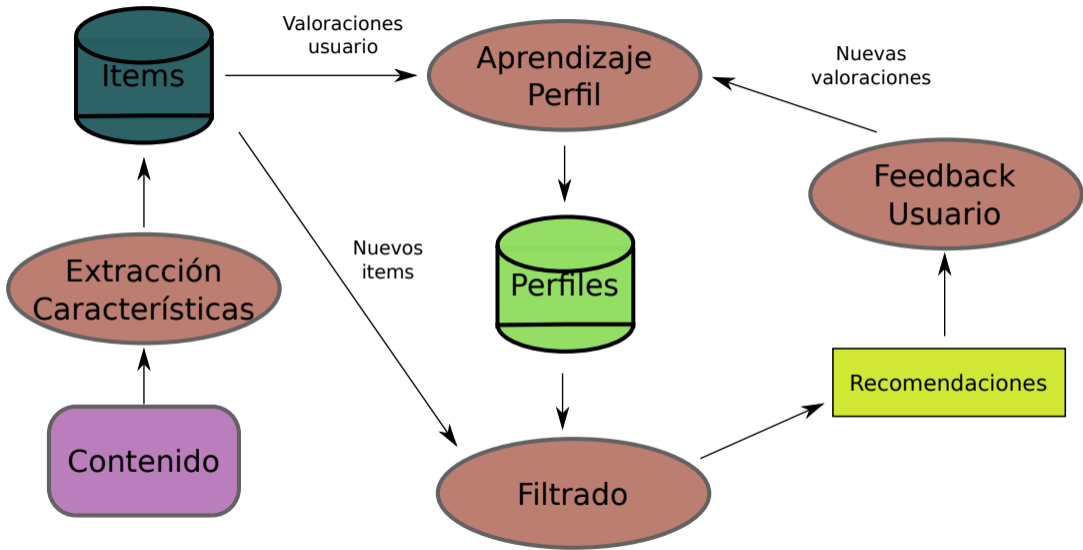 Valoraciones
usuario
Items
Aprendizaje
Perfil
Nuevas
valoraciones
Feedback
Usuario
Nuevos
items
Extracción
Características
Perfiles
Recomendaciones
Contenido
Filtrado